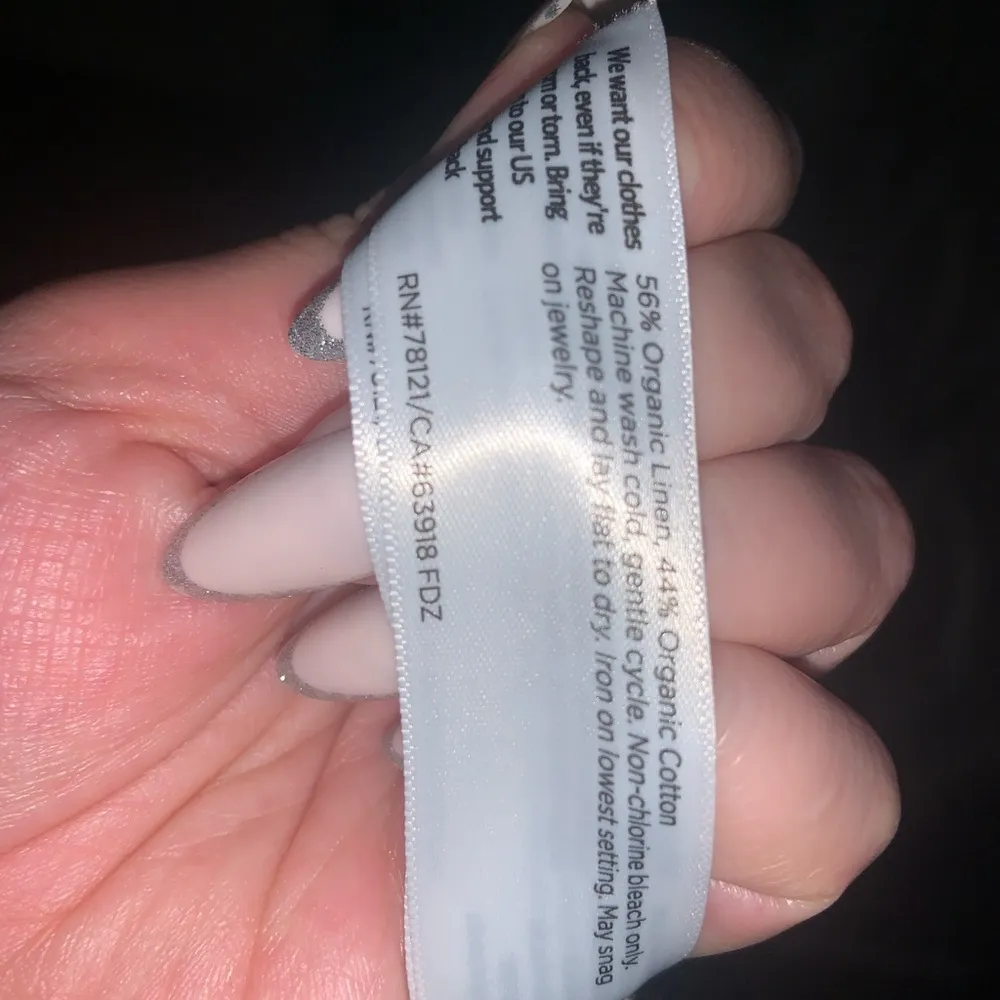 We want our clothes
back, even if they're
or torn. Bring
to our US
support
56% Organic Linen, 44% Organic Cotton
Machine wash cold, gentle cycle. Non-chlorine bleach only.
Reshape and lay flat to dry. Iron on lowest setting. May snag
on jewelry.
RN#78121/CA#63918 FDZ